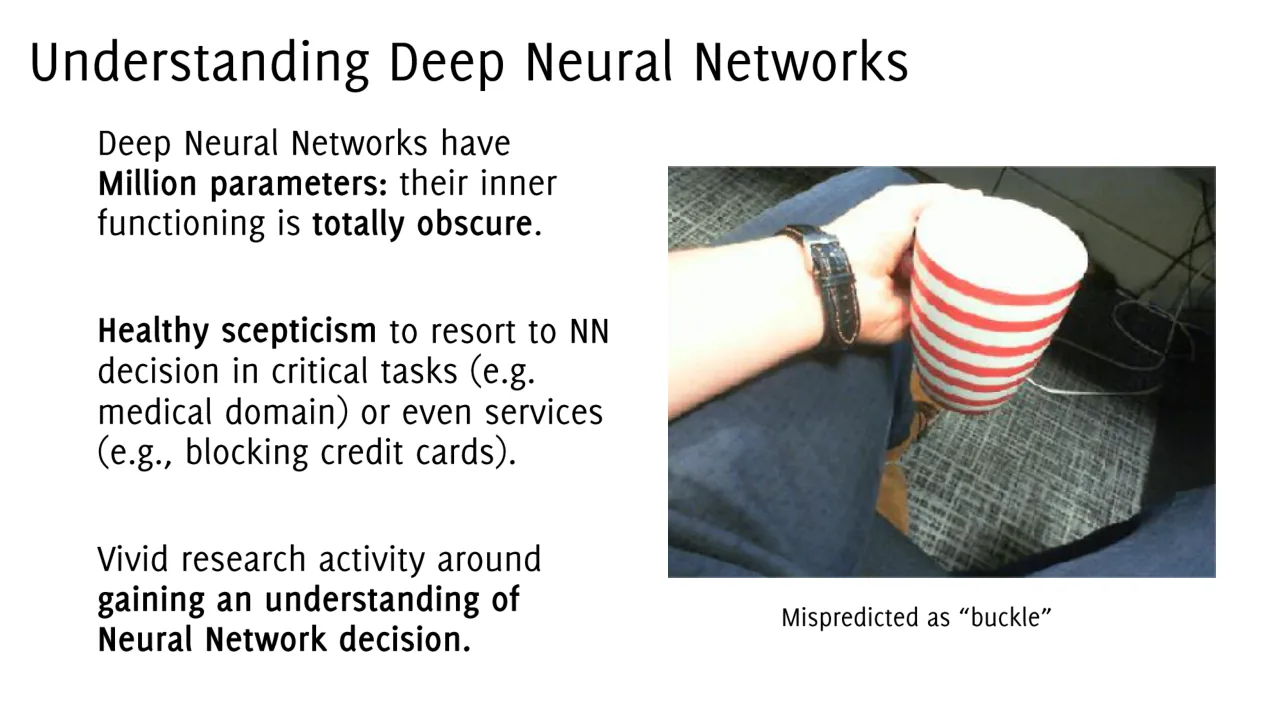 Understanding Deep Neural Networks
Deep Neural Networks have
Million parameters: their inner
functioning is totally obscure.
Healthy scepticism to resort to NN
decision in critical tasks (e.g.
medical domain) or even services
(e.g., blocking credit cards).
Vivid research activity around
gaining an understanding of
Neural Network decision.
Mispredicted as “buckle”